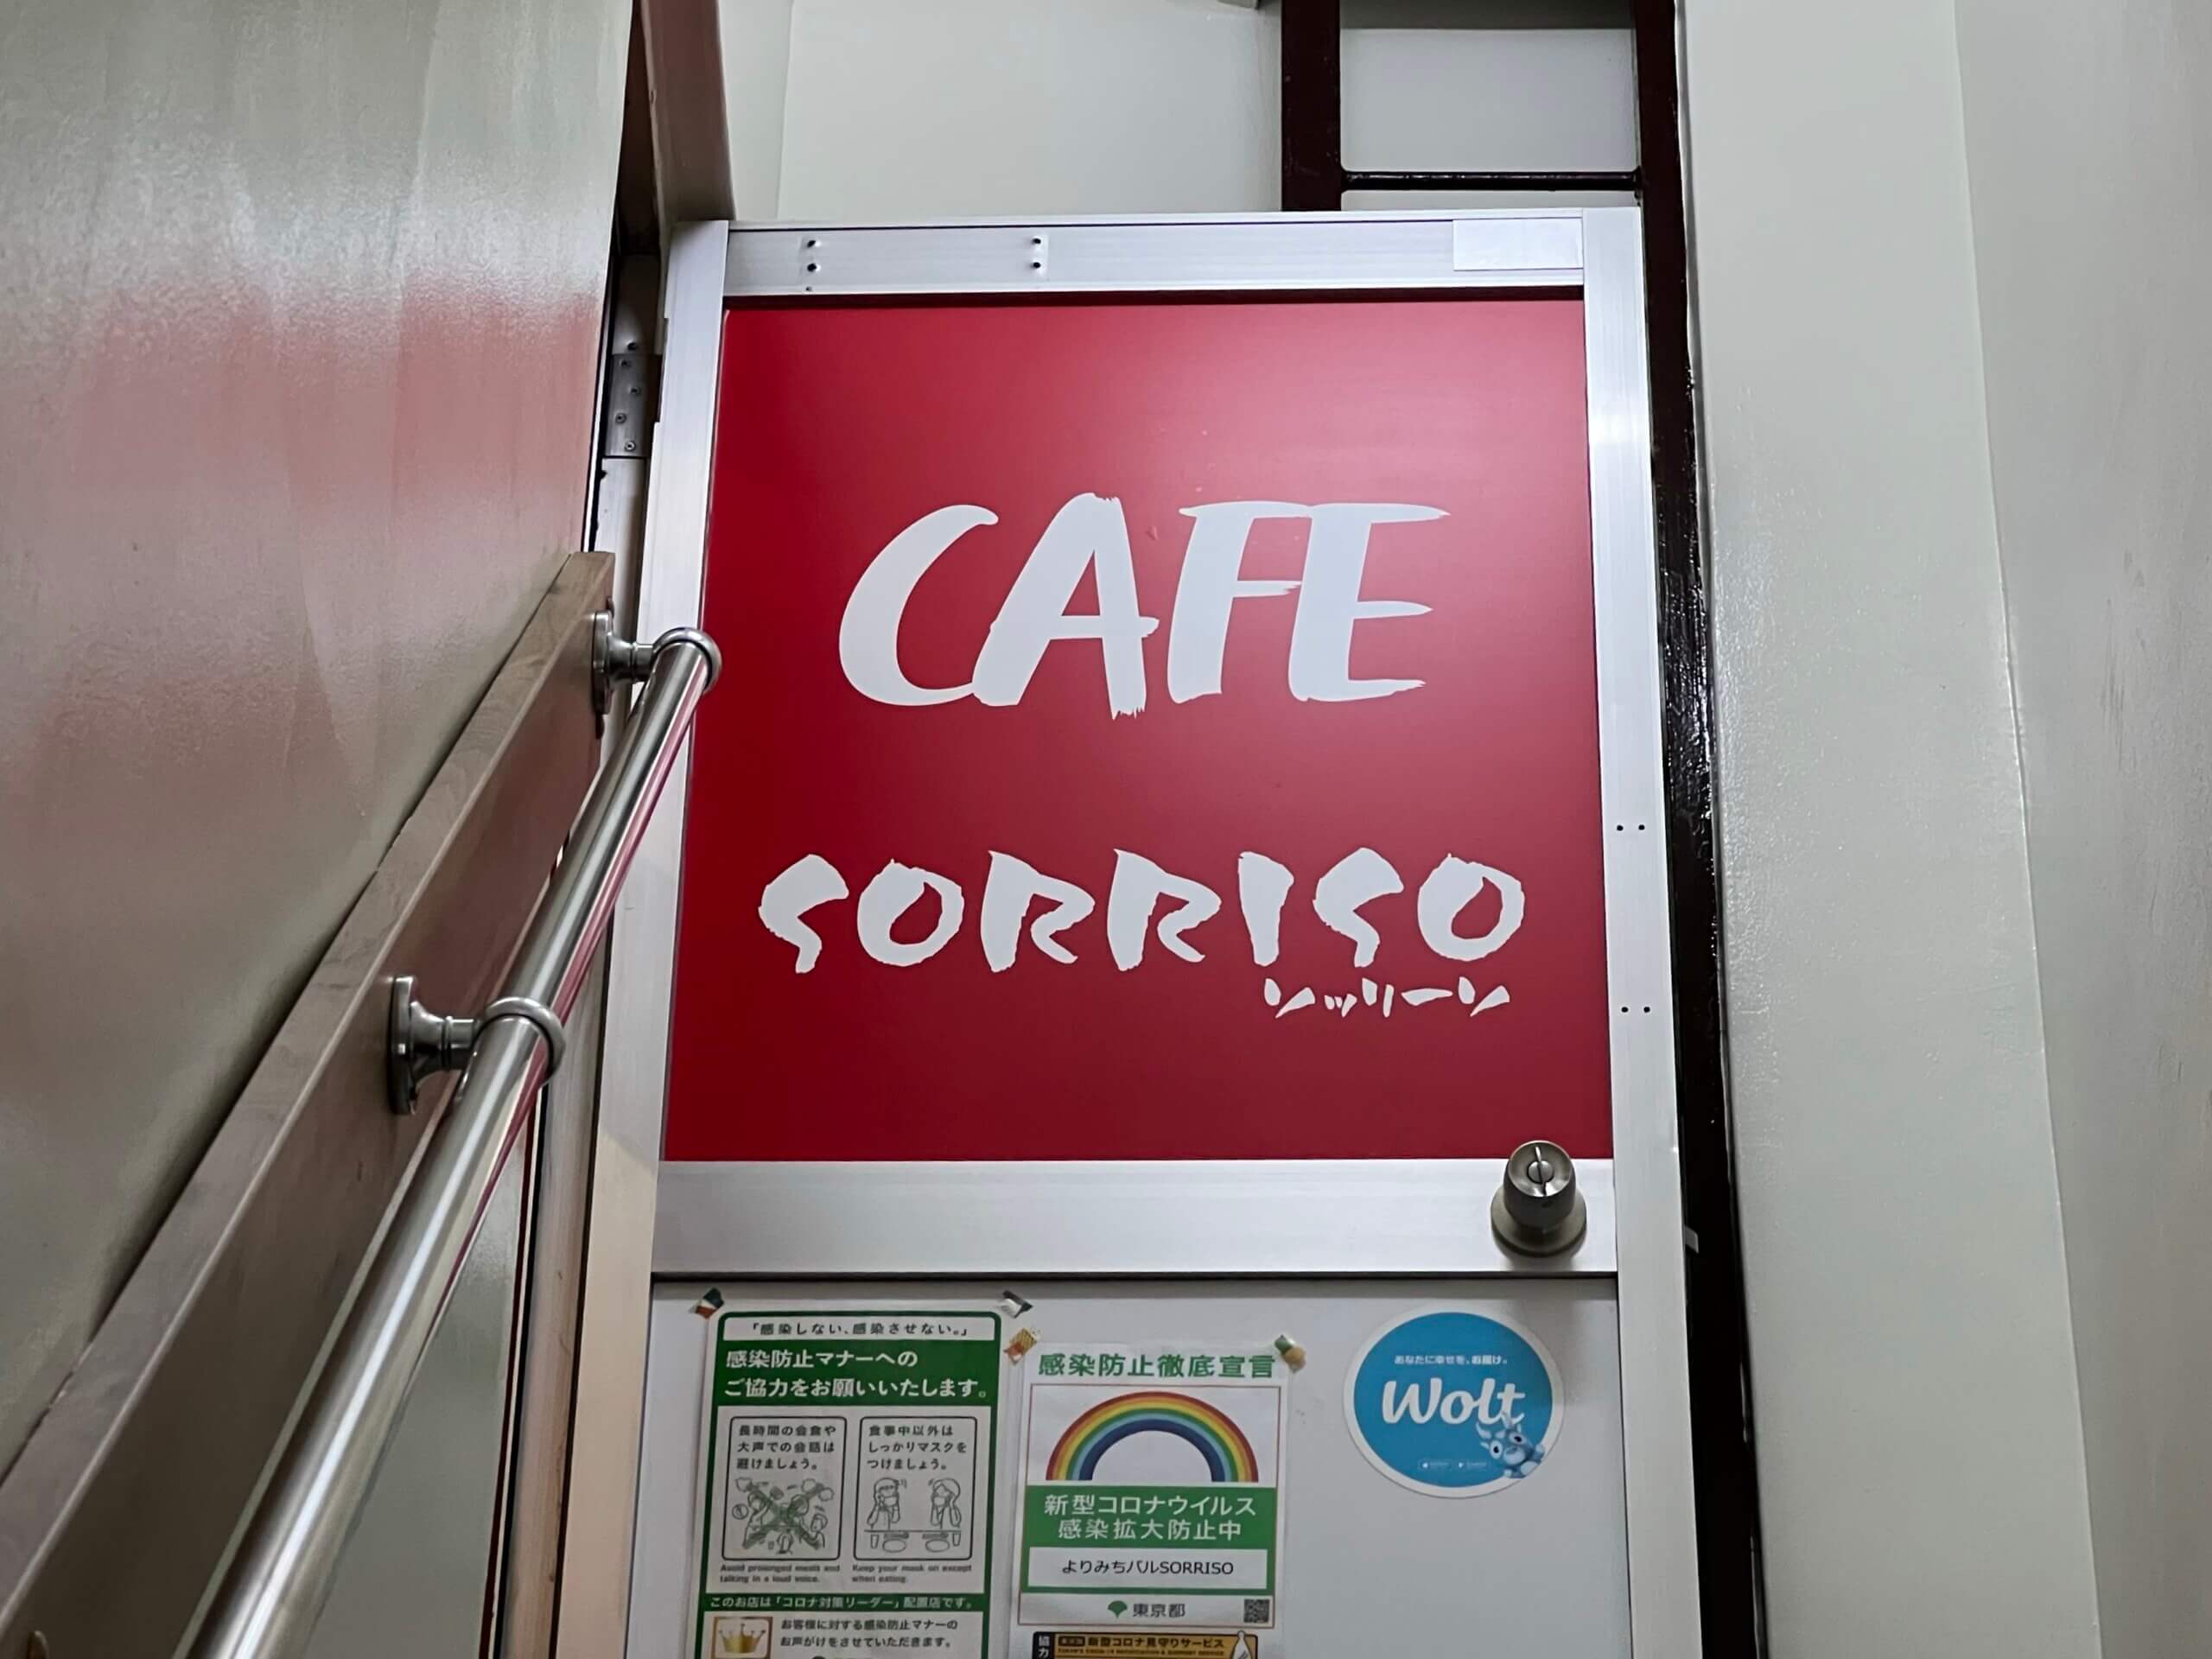 CAFE
SORRISO
ソッリーソ
「感染しない、感染させない。」
感染防止マナーへの
ご協力をお願いいたします。
長時間の会食や
大声での会話は
避けましょう。
食事中以外は
しっかりマスクを
つけましょう。
Avoid prolonged meals and
talking in a loud voice.
Keep your mask on except
when eating.
このお店は「コロナ対策リーダー」配置店です。
お客様に対する感染防止マナーの
お声がけをさせていただきます。
感染防止徹底宣言
新型コロナウイルス
感染拡大防止中
よりみちバルSORRISO
東京都
協力
東京版 新型コロナ見守りサービス
あなたに幸せを、お届け。
Wolt